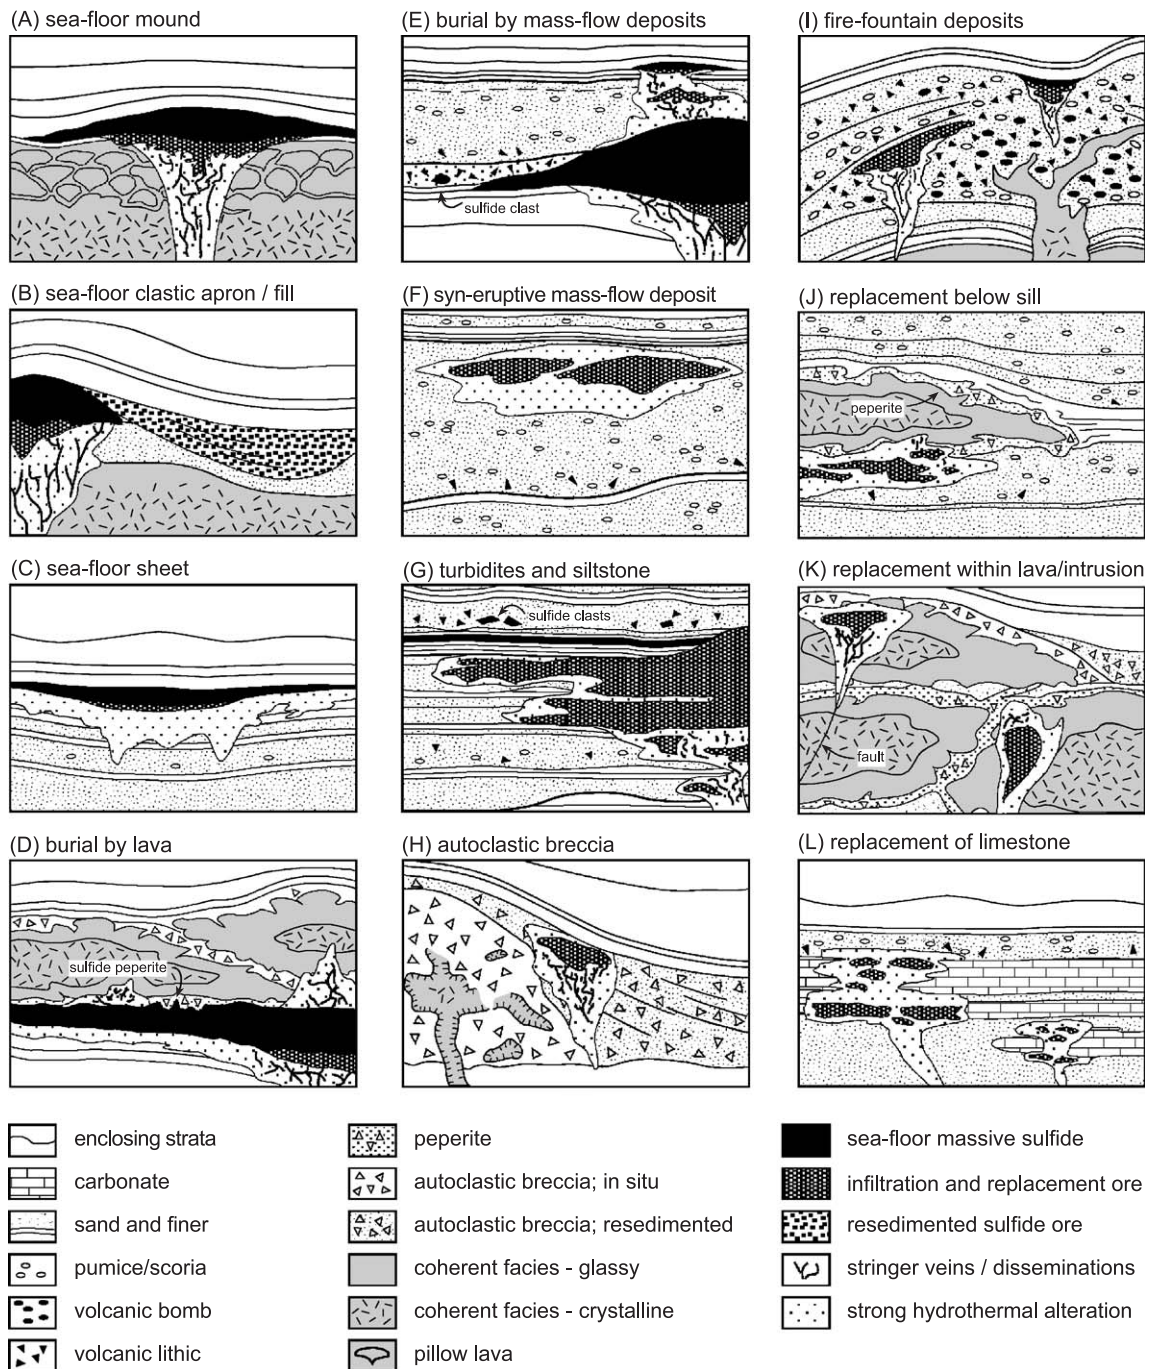 (A) sea-floor mound
(B) sea-floor clastic apron / fill
(C) sea-floor sheet
(D) burial by lava
sulfide peperite
(E) burial by mass-flow deposits
sulfide clast
(F) syn-eruptive mass-flow deposit
(G) turbidites and siltstone
sulfide clasts
(H) autoclastic breccia
(I) fire-fountain deposits
(J) replacement below sill
peperite
(K) replacement within lava/intrusion
fault
(L) replacement of limestone
enclosing strata
carbonate
sand and finer
pumice/scoria
volcanic bomb
volcanic lithic
peperite
autoclastic breccia; in situ
autoclastic breccia; resedimented
coherent facies - glassy
coherent facies - crystalline
pillow lava
sea-floor massive sulfide
infiltration and replacement ore
resedimented sulfide ore
stringer veins / disseminations
strong hydrothermal alteration